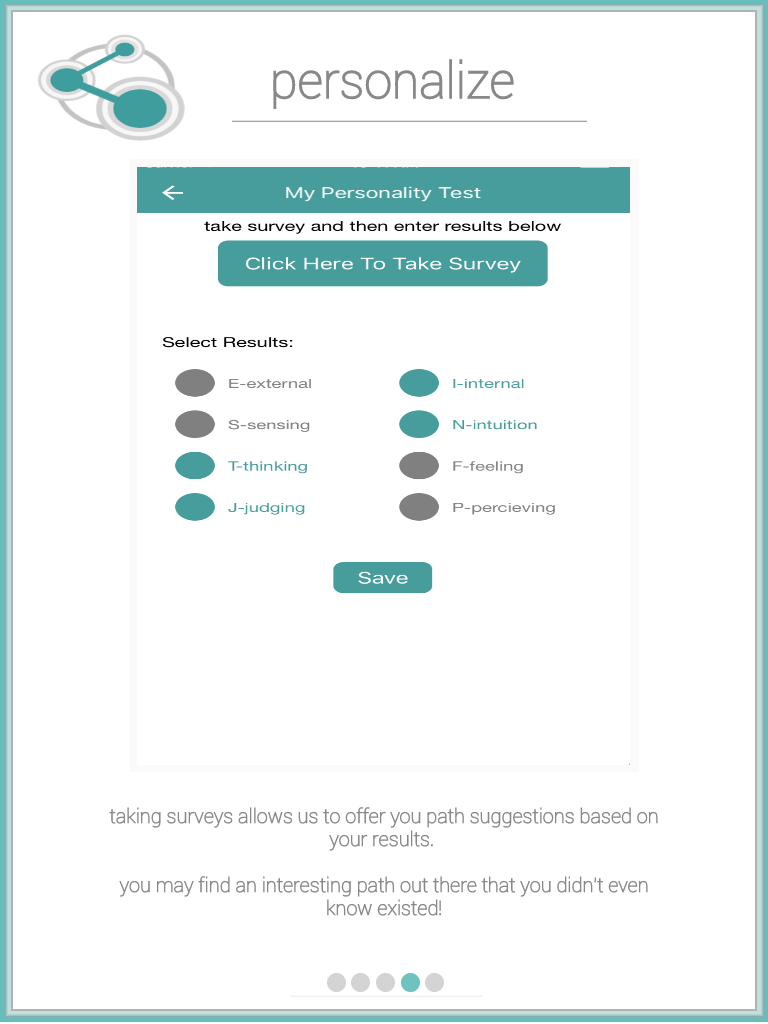 personalize
My Personality Test
take survey and then enter results below
Click Here To Take Survey
Select Results:
E-external
I-internal
S-sensing
N-intuition
T-thinking
F-feeling
J-judging
P-percieving
Save
taking surveys allows us to offer you path suggestions based on
your results.
you may find an interesting path out there that you didn't even
know existed!